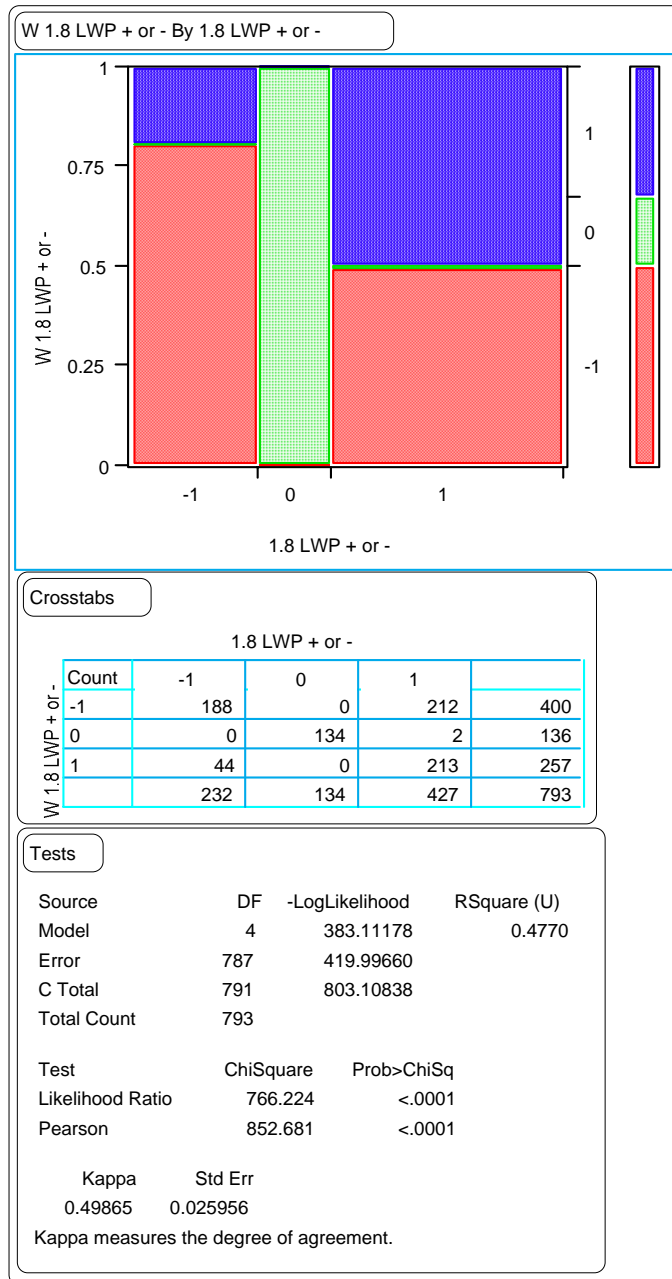 W 1.8 LWP + or - By 1.8 LWP + or -
W 1.8 LWP + or -
1
0.75
0.5
0.25
0
1
0
-1
-1 0 1
1.8 LWP + or -
Crosstabs
1.8 LWP + or -
W 1.8 LWP + or -
Count -1 0 1
-1 188 0 212 400
0 0 134 2 136
1 44 0 213 257
232 134 427 793
Tests
Source DF -LogLikelihood RSquare (U)
Model 4 383.11178 0.4770
Error 787 419.99660
C Total 791 803.10838
Total Count 793
Test ChiSquare Prob>ChiSq
Likelihood Ratio 766.224 <.0001
Pearson 852.681 <.0001
Kappa Std Err
0.49865 0.025956
Kappa measures the degree of agreement.